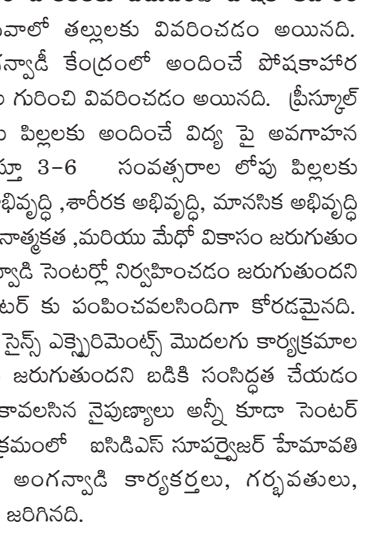 వాలో తల్లులకు వివరించడం అయినది.
న్వాడీ కేంద్రంలో అందించే పోషకాహార
గురించి వివరించడం అయినది. ప్రీస్కూల్
పిల్లలకు అందించే విద్య పై అవగాహన
స్తూ 3-6 సంవత్సరాల లోపు పిల్లలకు
భివృద్ధి ,శారీరక అభివృద్ధి, మానసిక అభివృద్ధి
నాత్మకత ,మరియు మేధో వికాసం జరుగుతుం
వాడి సెంటర్లో నిర్వహించడం జరుగుతుందని
టర్ కు పంపించవలసిందిగా కోరడమైనది.
సైన్స్ ఎక్స్పెరిమెంట్స్ మొదలగు కార్యక్రమాల
జరుగుతుందని బడికి సంసిద్ధత చేయడం
కావలసిన నైపుణ్యాలు అన్నీ కూడా సెంటర్
క్రమంలో ఐసిడిఎస్ సూపర్వైజర్ హేమావతి
అంగన్వాడి కార్యకర్తలు, గర్భవతులు,
జరిగినది.